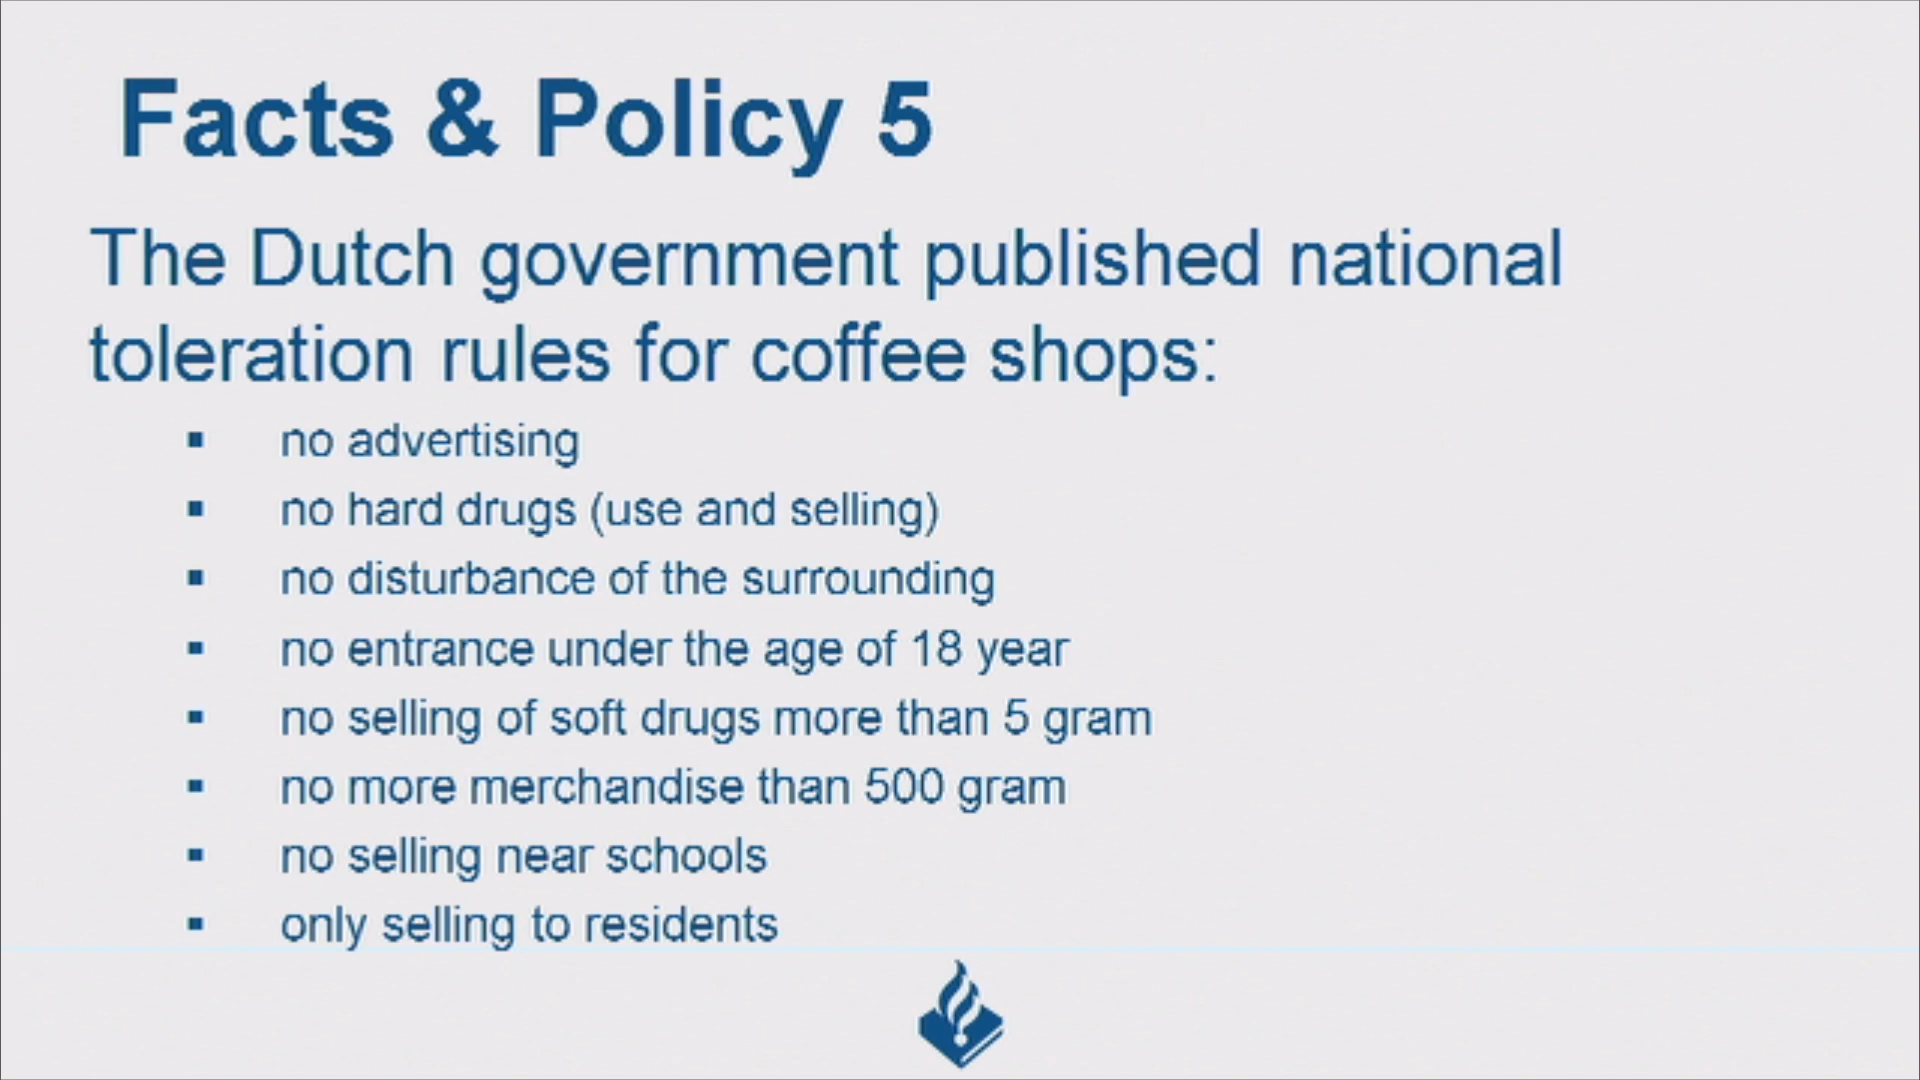 Facts & Policy 5
The Dutch government published national
toleration rules for coffee shops:
▪ no advertising
▪ no hard drugs (use and selling)
▪ no disturbance of the surrounding
▪ no entrance under the age of 18 year
▪ no selling of soft drugs more than 5 gram
▪ no more merchandise than 500 gram
▪ no selling near schools
▪ only selling to residents